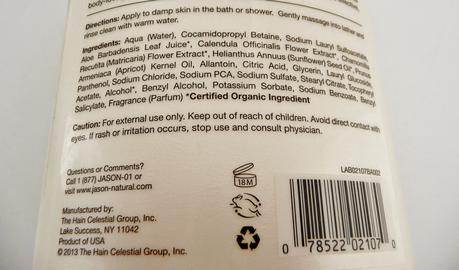 Directions: Apply to damp skin in the bath or shower. Gently massage into lather and
rinse clean with warm water.
Ingredients: Aqua (Water), Cocamidopropyl Betaine, Sodium Lauryl Sulfoacetate,
Aloe Barbadensis Leaf Juice*, Calendula Officinalis Flower Extract*, Chamomilla
Recutita (Matricaria) Flower Extract*, Helianthus Annuus (Sunflower) Seed Oil*, Prunus
Armeniaca (Apricot) Kernel Oil, Allantoin, Citric Acid, Glycerin, Lauryl Glucoside,
Panthenol, Sodium Chloride, Sodium PCA, Sodium Sulfate, Stearyl Citrate, Tocopheryl
Acetate, Alcohol*, Benzyl Alcohol, Potassium Sorbate, Sodium Benzoate, Benzyl
Salicylate, Fragrance (Parfum) *Certified Organic Ingredient
Caution: For external use only. Keep out of reach of children. Avoid direct contact with
eyes. If rash or irritation occurs, stop use and consult physician.
Questions or Comments?
Call 1 (877) JASON-01 or
visit www.jason-natural.com
Manufactured by:
The Hain Celestial Group, Inc.
Lake Success, NY 11042
Product of USA
© 2013 The Hain Celestial Group, Inc.
18M
LAB02107BA002
0 78522 02107 0